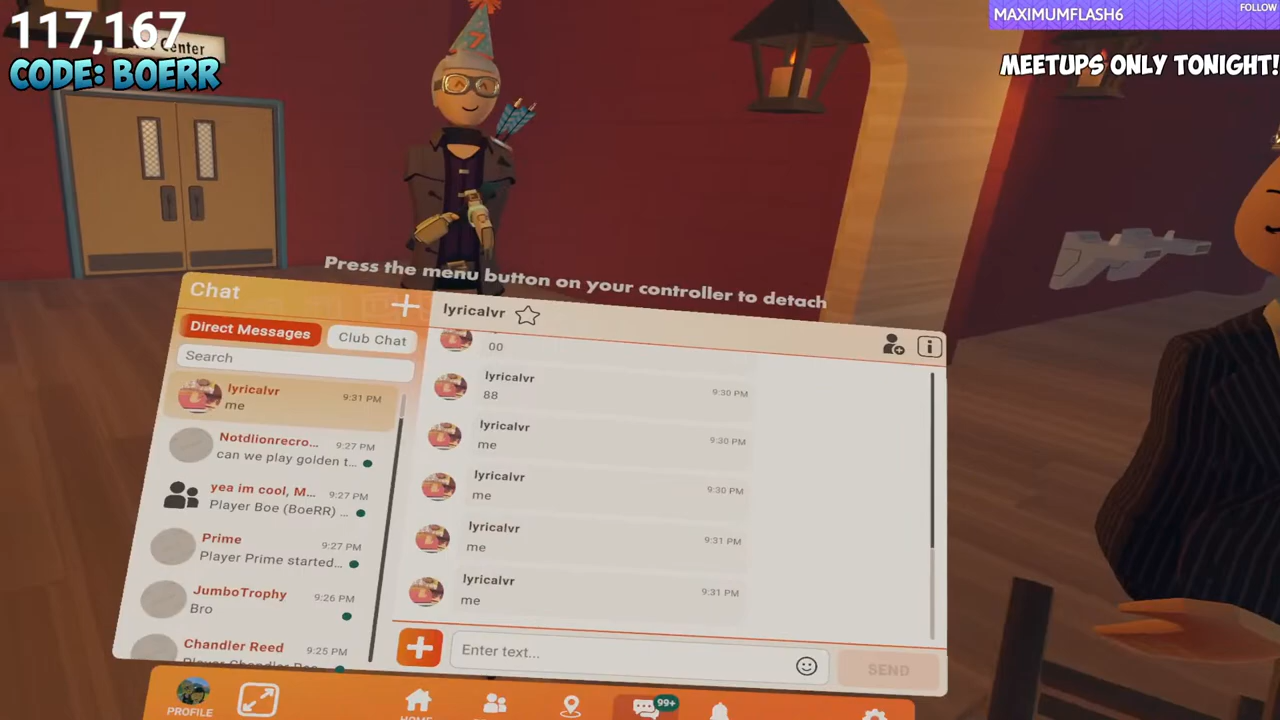 117,167
CODE: BOERR
Center
MAXIMUMFLASH6
FOLLOW
MEETUPS ONLY TONIGHT!
7
Press the menu button on your controller to detach
Chat
Direct Messages
Club Chat
Search
lyricalvr
9:31 PM
me
Notdlionrecro...
9:27 PM
can we play golden t...
yea im cool, M...
9:27 PM
Player Boe (BoeRR) ...
Prime
9:27 PM
Player Prime started...
JumboTrophy
9:26 PM
Bro
Chandler Reed
9:25 PM
lyricalvr
00
lyricalvr
9:30 PM
88
lyricalvr
9:30 PM
me
lyricalvr
9:30 PM
me
lyricalvr
9:31 PM
me
lyricalvr
9:31 PM
me
Enter text...
SEND
PROFILE
HOME
99+